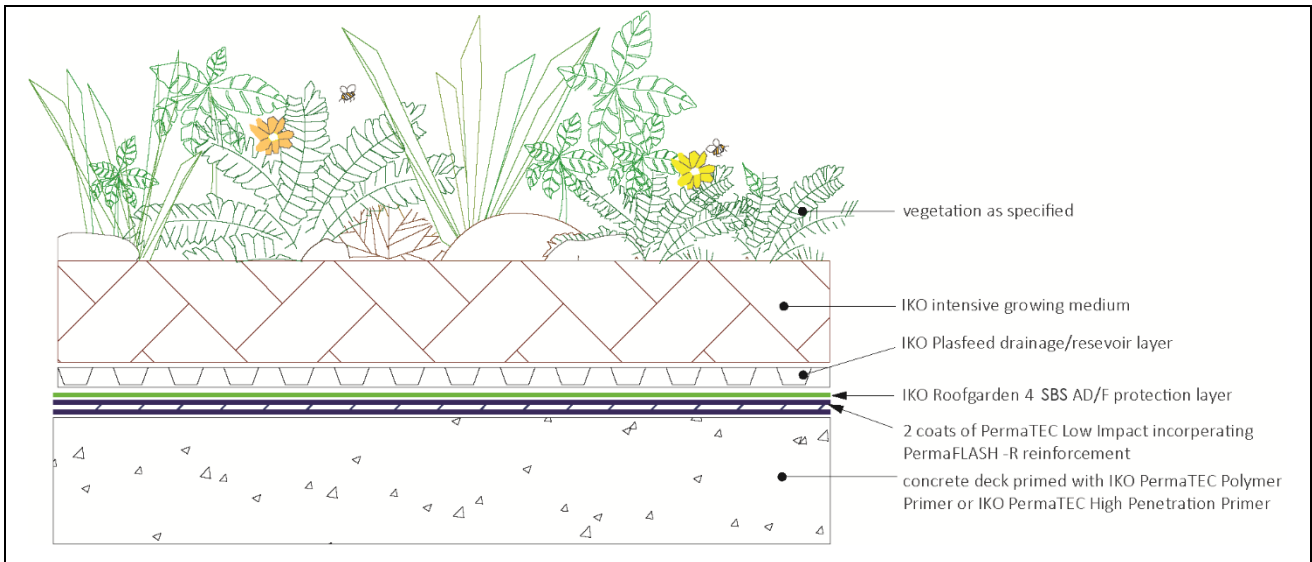 vegetation as specified
IKO intensive growing medium
IKO Plasfeed drainage/resevoir layer
IKO Roofgarden 4 SBS AD/F protection layer
2 coats of PermaTEC Low Impact incorperating
PermaFLASH -R reinforcement
concrete deck primed with IKO PermaTEC Polymer
Primer or IKO PermaTEC High Penetration Primer